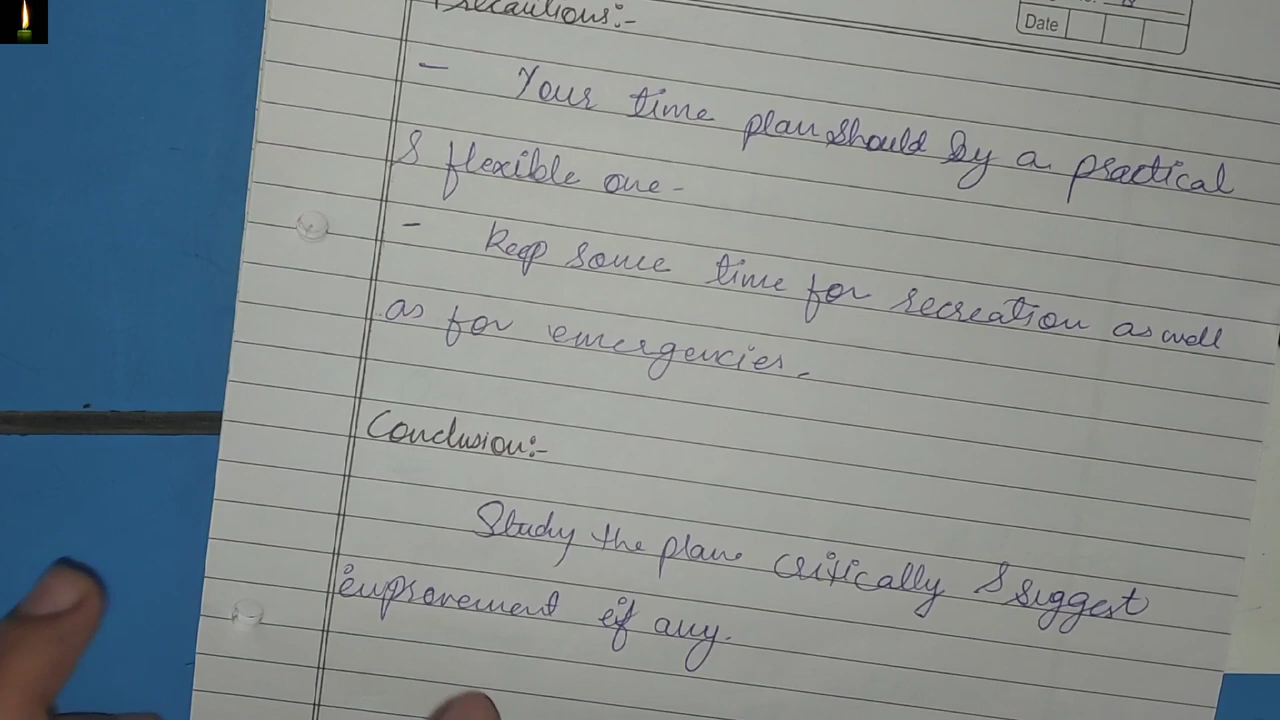 Precautions:-
Date
- Your time plan should by a practical
& flexible one-
- Keep some time for recreation as well
as for emergencies.
Conclusion:-
Study the plan critically & suggest
improvement if any.